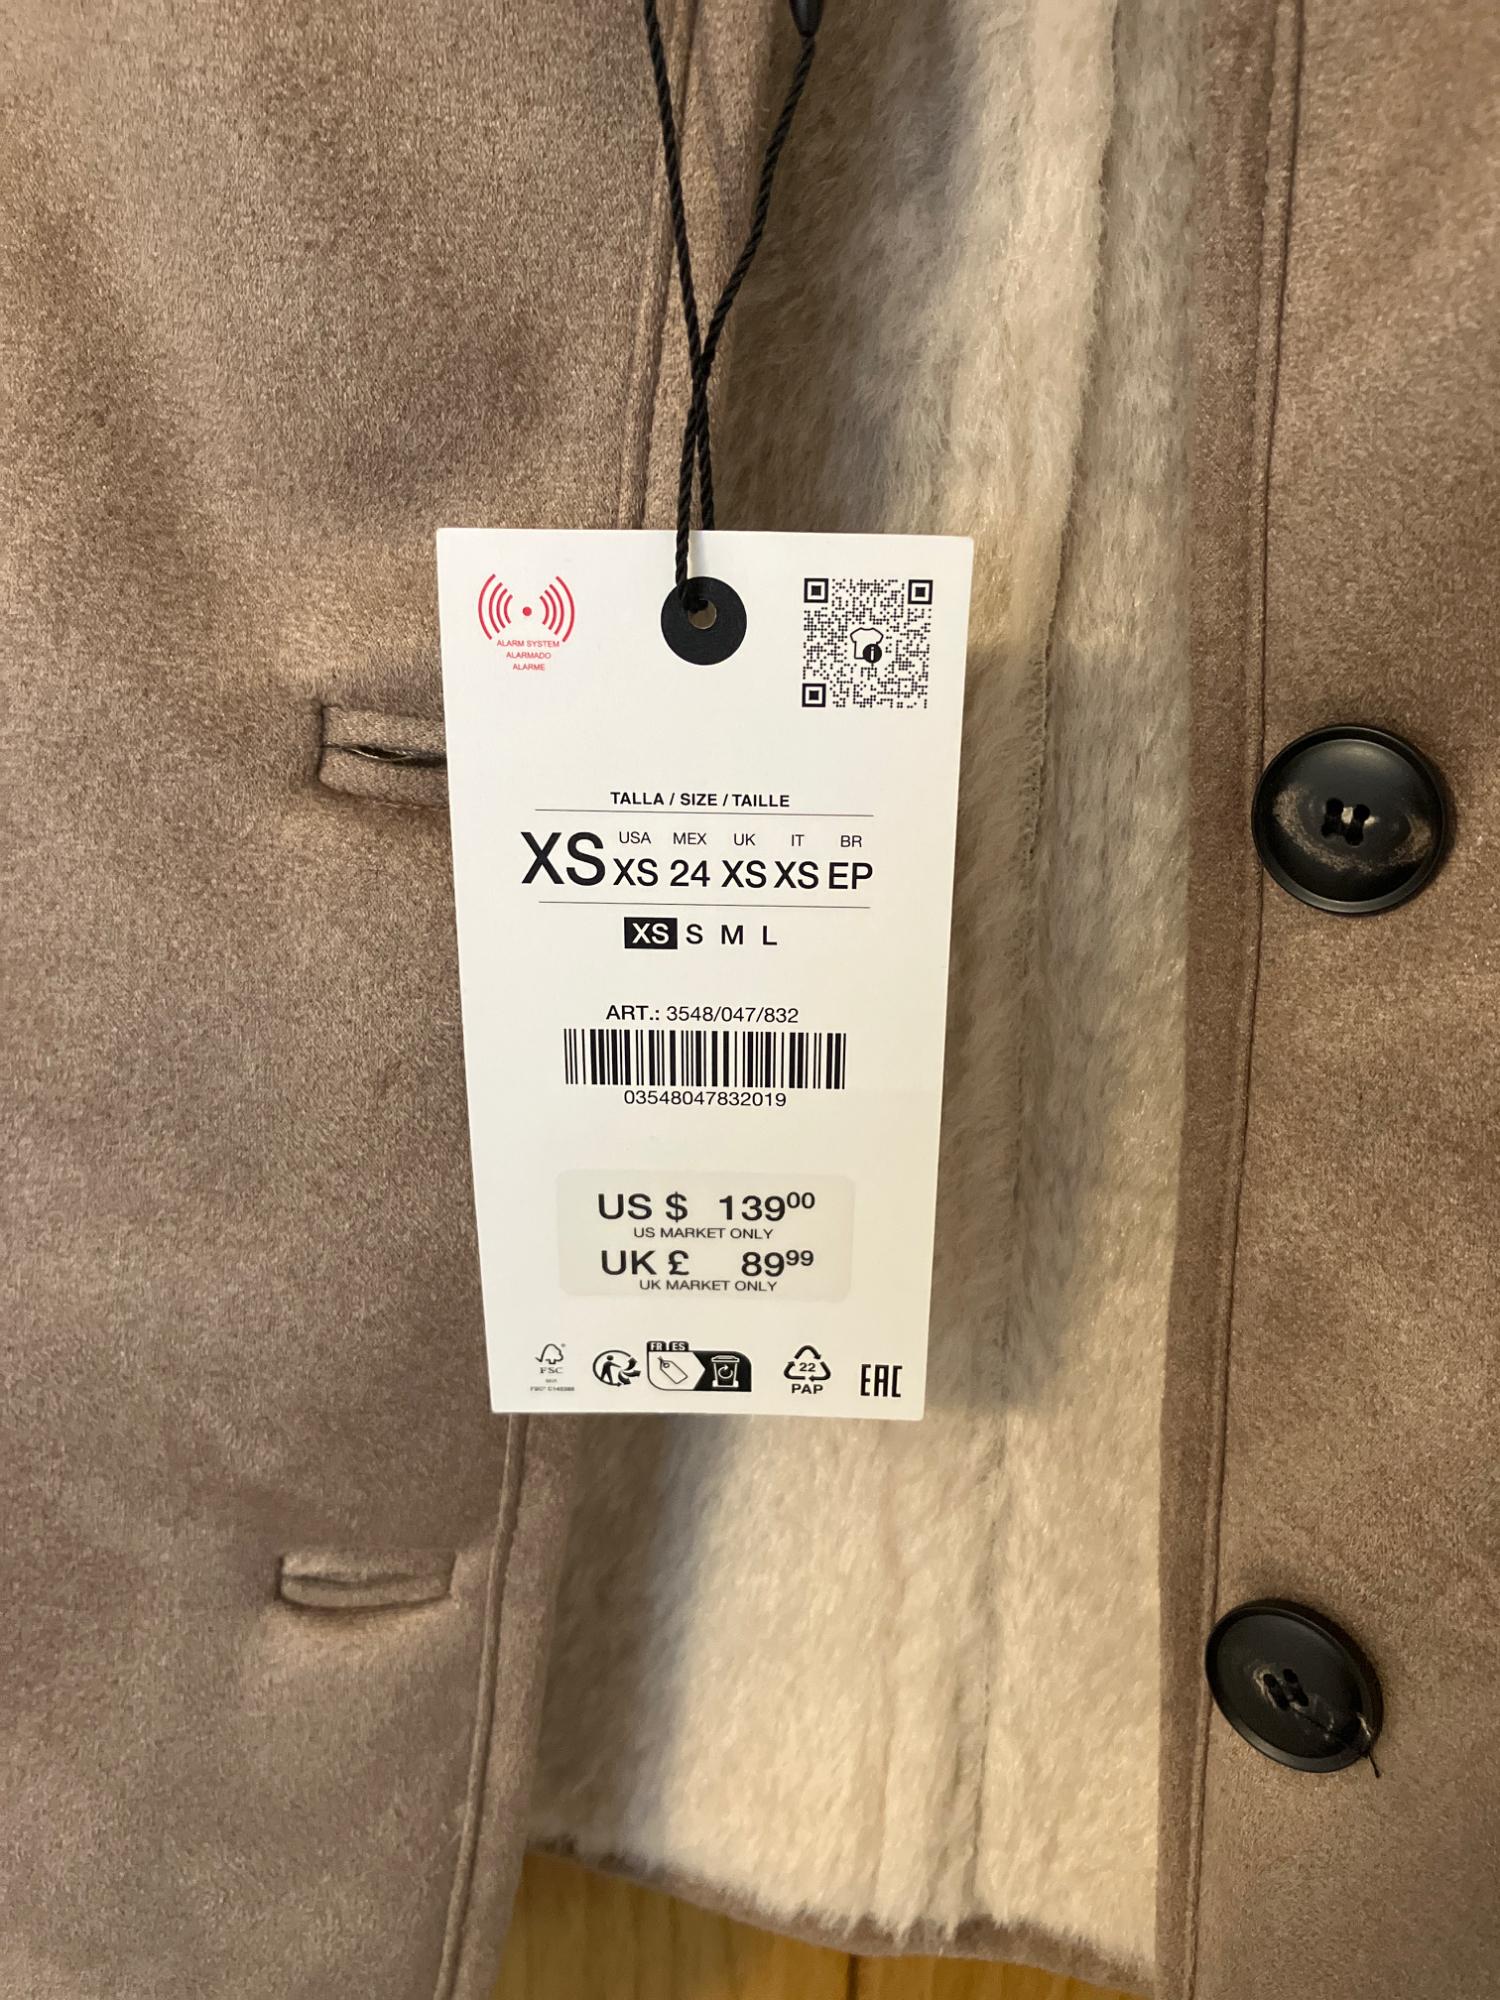 ALARM SYSTEM
ALARMADO
ALARME
TALLA / SIZE / TAILLE
USA MEX UK IT BR
XS XS 24 XS XS EP
XS S M L
ART.: 3548/047/832
03548047832019
US $ 139⁰⁰
US MARKET ONLY
UK £ 89⁹⁹
UK MARKET ONLY
FR ES
FSC
22
PAP
EAC